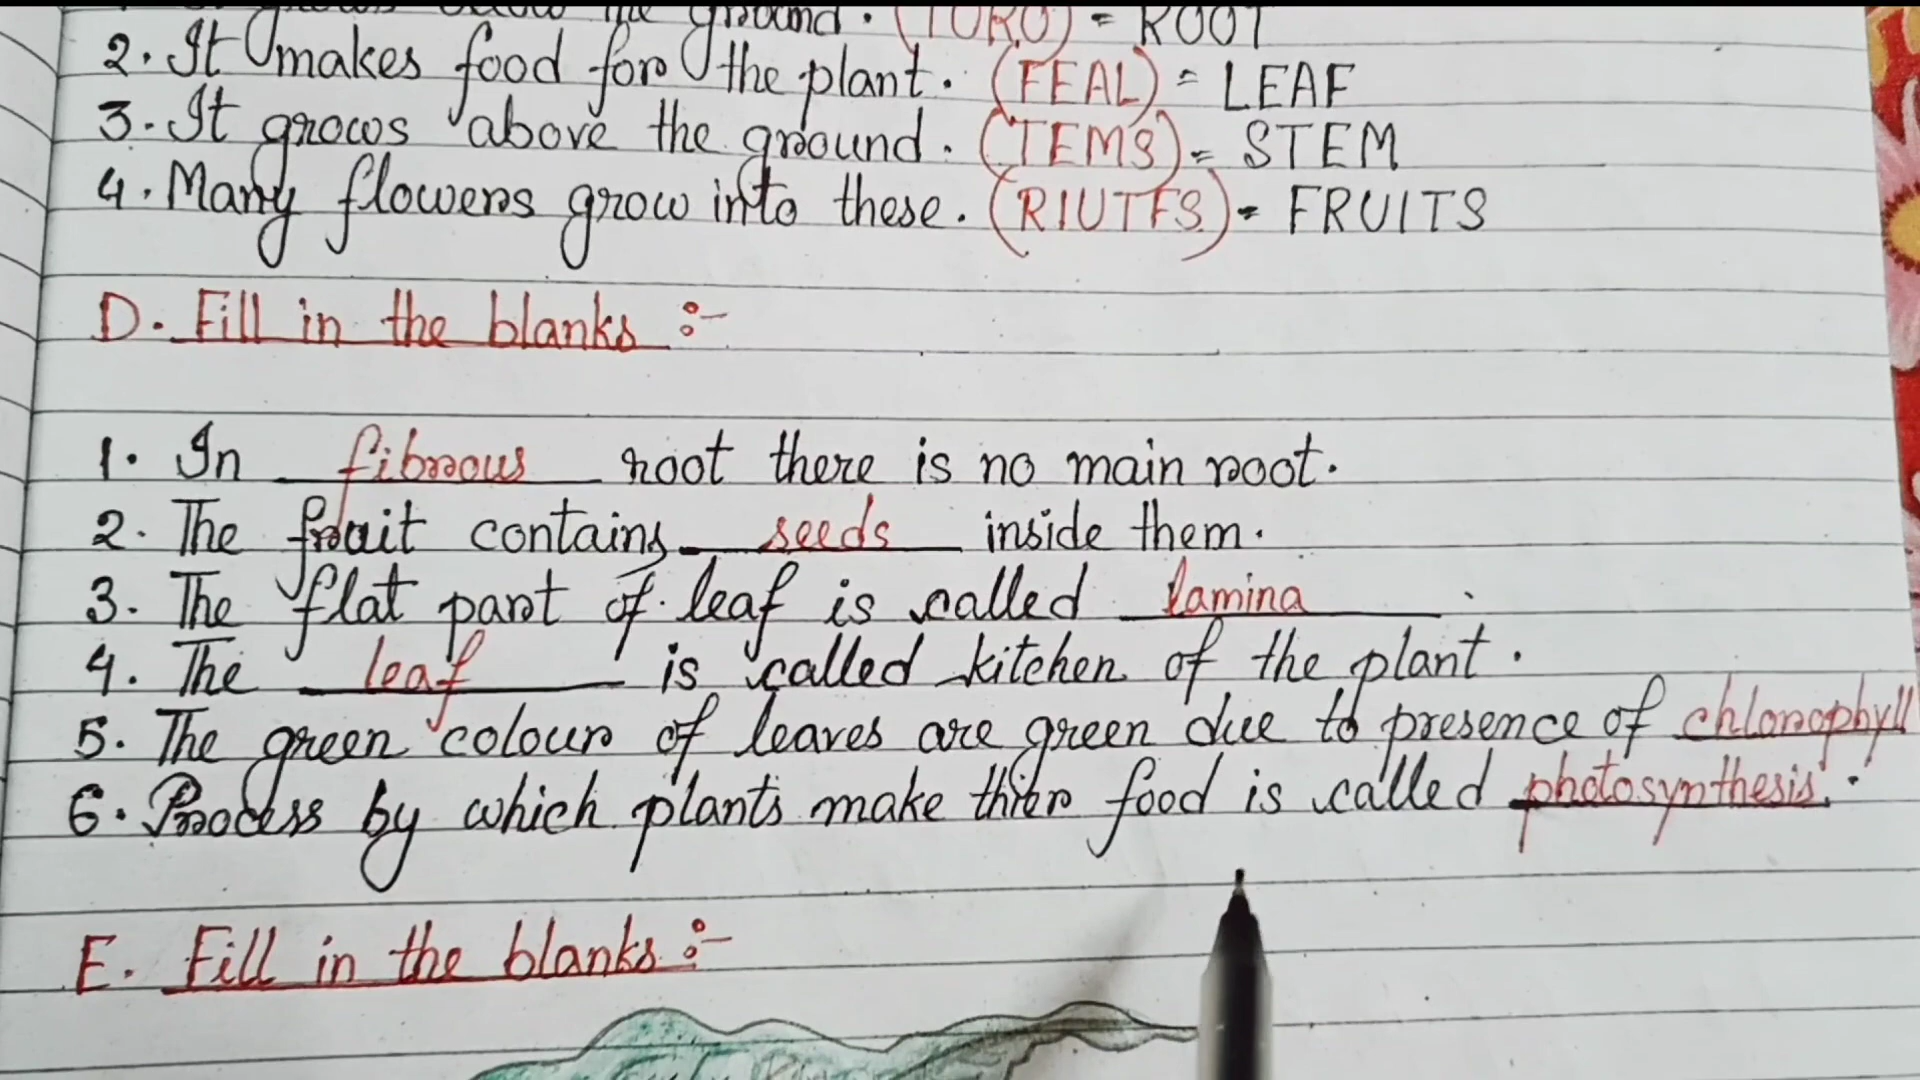 ground. (TORO) = ROOT
2. It makes food for the plant. (FEAL) = LEAF
3. It grows above the ground. (TEMS) = STEM
4. Many flowers grow into these. (RIUTFS) = FRUITS
D. Fill in the blanks :-
1. In fibrous root there is no main root.
2. The fruit contains seeds inside them.
3. The flat part of leaf is called lamina.
4. The leaf is called kitchen of the plant.
5. The green colour of leaves are green due to presence of chlorophyll
6. Process by which plants make thier food is called photosynthesis.
E. Fill in the blanks :-